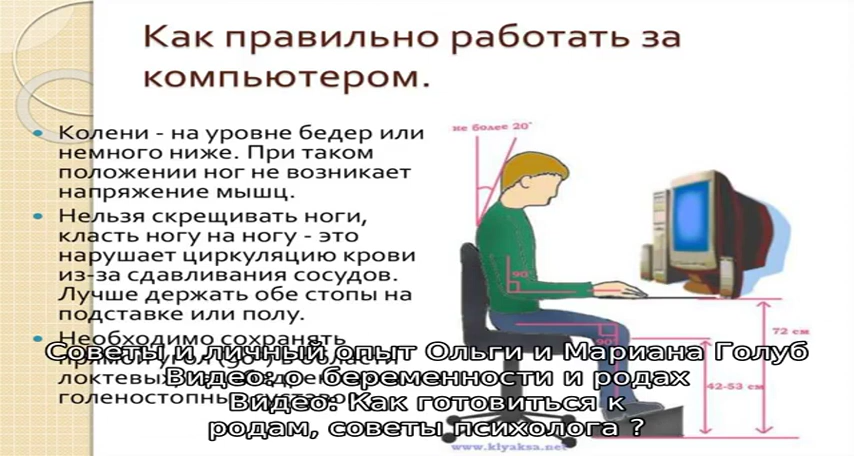 Как правильно работать за
компьютером.
Колени - на уровне бедер или
немного ниже. При таком
положении ног не возникает
напряжение мышц.
Нельзя скрещивать ноги,
класть ногу на ногу - это
нарушает циркуляцию крови
из-за сдавливания сосудов.
Лучше держать обе стопы на
подставке или полу.
Необходимо сохранять
локтевых
голеностопны
не более 20°
90°
90°
72 см
42-53 см
Советы и личный опыт Ольги и Мариана Голуб
Видео: о беременности и родах
Видео: Как готовиться к
родам, советы психолога ?
www.klyaksa.net